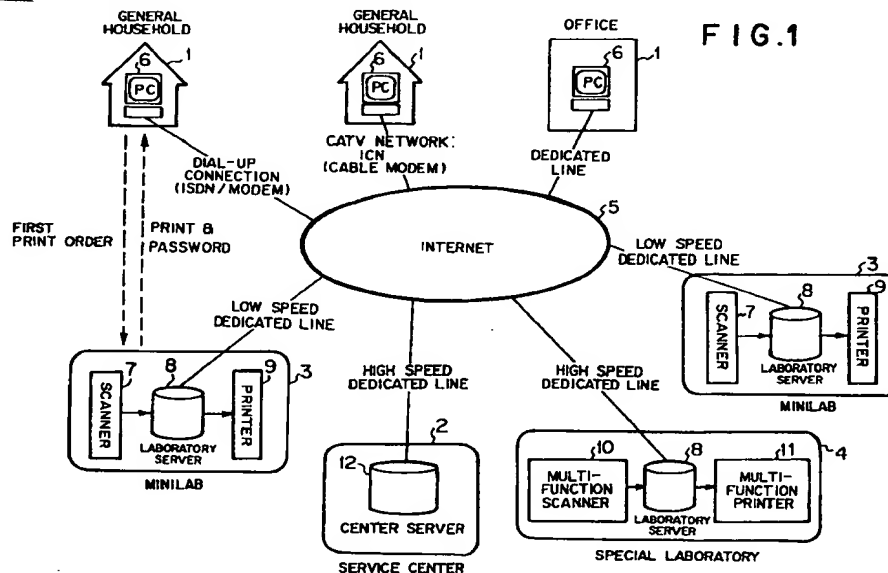 FIG.1
GENERAL
HOUSEHOLD
6
1
PC
GENERAL
HOUSEHOLD
6
1
PC
OFFICE
6
1
PC
DIAL-UP
CONNECTION
(ISDN/MODEM)
CATV NETWORK:
ICN
(CABLE MODEM)
DEDICATED
LINE
FIRST
PRINT ORDER
PRINT &
PASSWORD
5
INTERNET
LOW SPEED
DEDICATED LINE
LOW SPEED
DEDICATED LINE
HIGH SPEED
DEDICATED LINE
HIGH SPEED
DEDICATED LINE
7
SCANNER
8
LABORATORY
SERVER
9
PRINTER
3
MINILAB
3
7
SCANNER
8
LABORATORY
SERVER
9
PRINTER
MINILAB
2
12
CENTER SERVER
SERVICE CENTER
10
MULTI-
FUNCTION
SCANNER
8
LABORATORY
SERVER
11
MULTI-
FUNCTION
PRINTER
4
SPECIAL LABORATORY